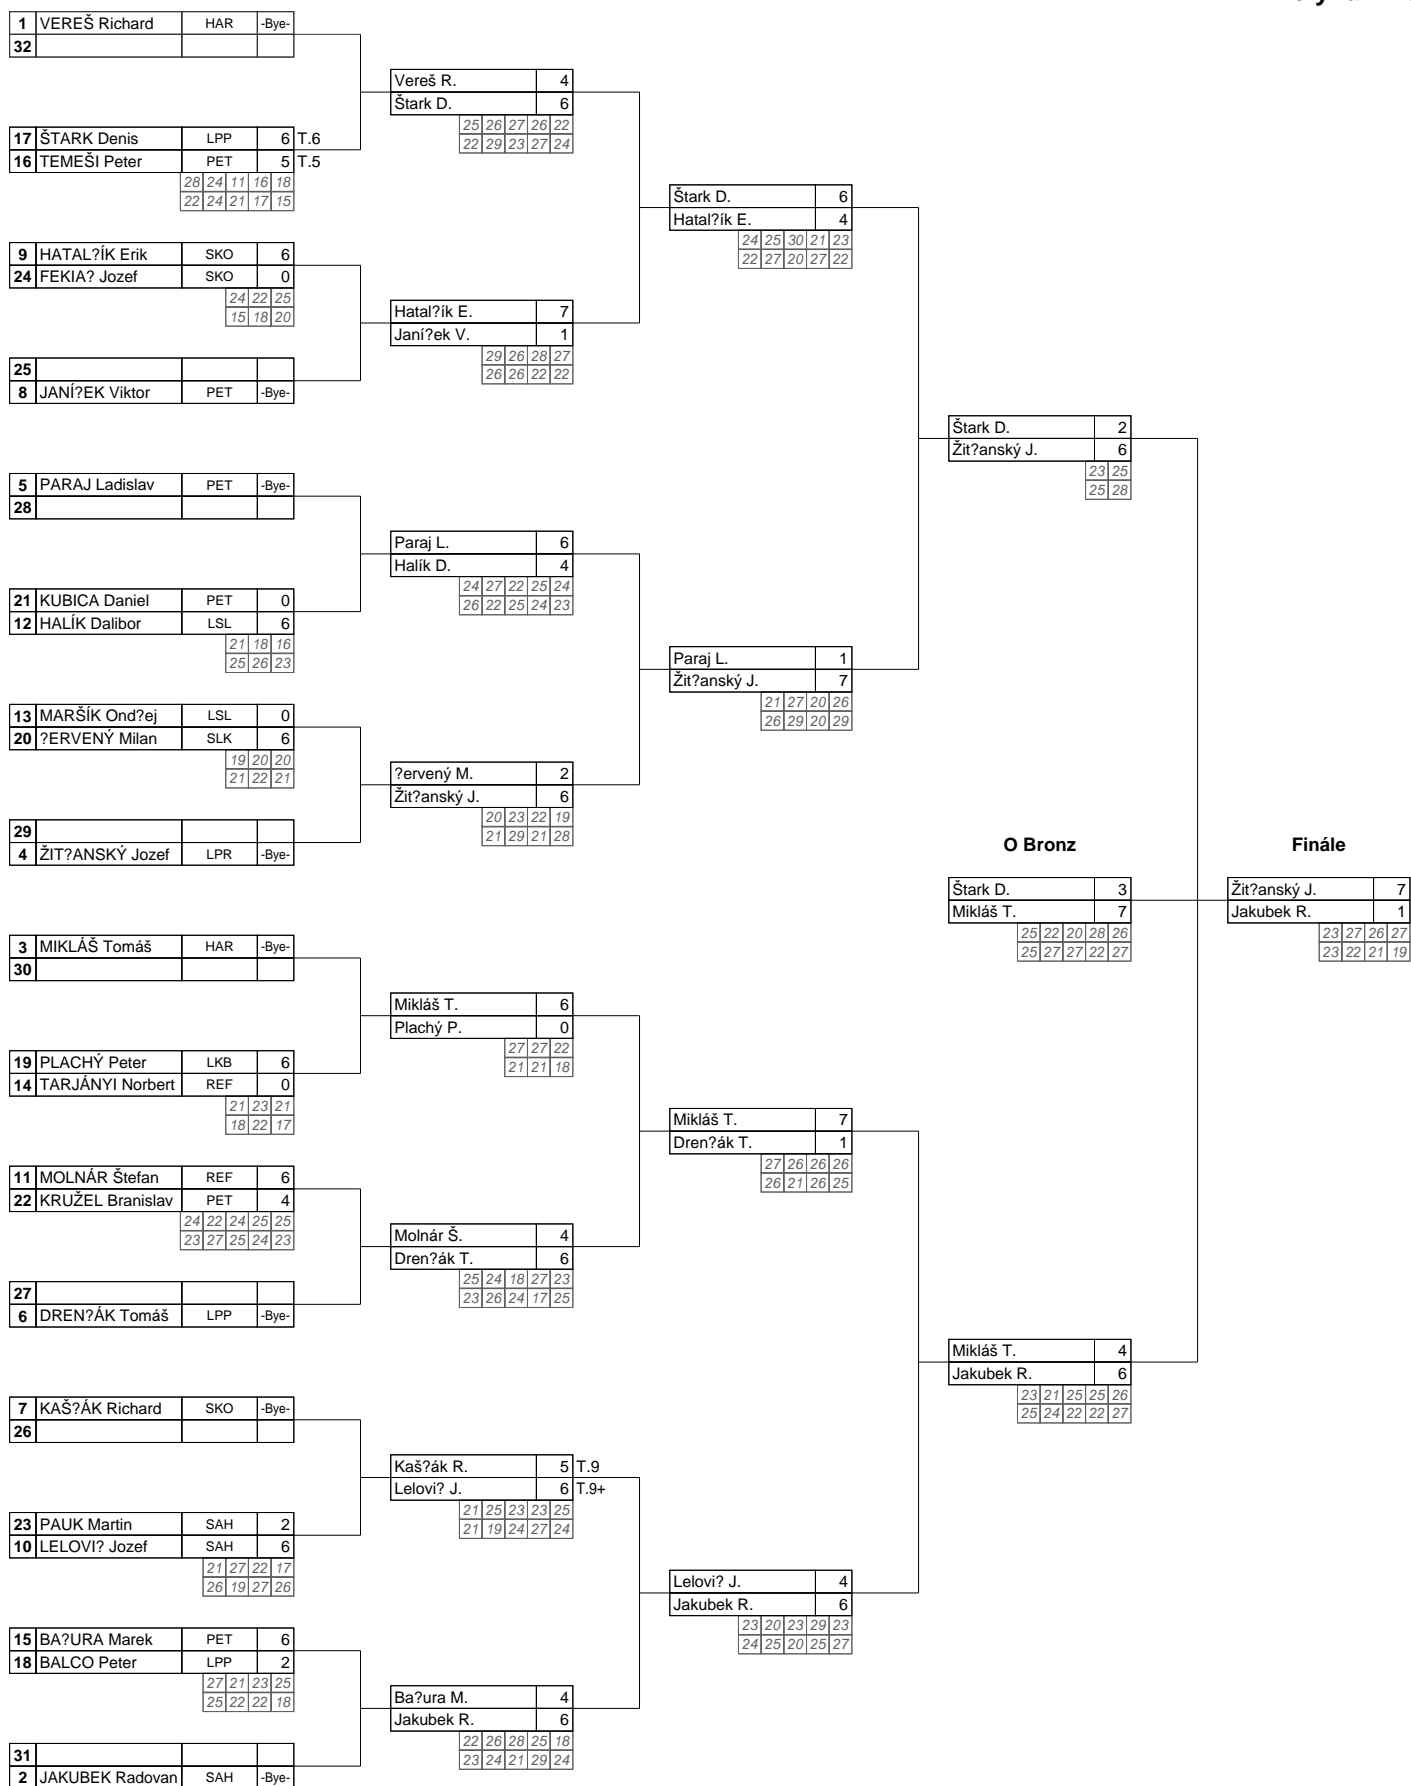 1 VEREŠ Richard HAR -Bye-
32
Vereš R. 4
Štark D. 6
25 26 27 26 22
22 29 23 27 24
17 ŠTARK Denis LPP 6 T.6
16 TEMEŠI Peter PET 5 T.5
28 24 11 16 18
22 24 21 17 15
Štark D. 6
Hatal?ík E. 4
24 25 30 21 23
22 27 20 27 22
9 HATAL?ÍK Erik SKO 6
24 FEKIA? Jozef SKO 0
24 22 25
15 18 20
Hatal?ík E. 7
Janí?ek V. 1
29 26 28 27
26 26 22 22
25
8 JANÍ?EK Viktor PET -Bye-
Štark D. 2
Žit?anský J. 6
23 25
25 28
5 PARAJ Ladislav PET -Bye-
28
Paraj L. 6
Halík D. 4
24 27 22 25 24
26 22 25 24 23
21 KUBICA Daniel PET 0
12 HALÍK Dalibor LSL 6
21 18 16
25 26 23
Paraj L. 1
Žit?anský J. 7
21 27 20 26
26 29 20 29
13 MARŠÍK Ond?ej LSL 0
20 ?ERVENÝ Milan SLK 6
19 20 20
21 22 21
?ervený M. 2
Žit?anský J. 6
20 23 22 19
21 29 21 28
29
4 ŽIT?ANSKÝ Jozef LPR -Bye-
O Bronz Finále
Štark D. 3 Žit?anský J. 7
Mikláš T. 7 Jakubek R. 1
25 22 20 28 26 23 27 26 27
25 27 27 22 27 23 22 21 19
3 MIKLÁŠ Tomáš HAR -Bye-
30
Mikláš T. 6
Plachý P. 0
27 27 22
21 21 18
19 PLACHÝ Peter LKB 6
14 TARJÁNYI Norbert REF 0
21 23 21
18 22 17
Mikláš T. 7
Dren?ák T. 1
27 26 26 26
26 21 26 25
11 MOLNÁR Štefan REF 6
22 KRUŽEL Branislav PET 4
24 22 24 25 25
23 27 25 24 23
Molnár Š. 4
Dren?ák T. 6
25 24 18 27 23
23 26 24 17 25
27
6 DREN?ÁK Tomáš LPP -Bye-
Mikláš T. 4
Jakubek R. 6
23 21 25 25 26
25 24 22 22 27
7 KAŠ?ÁK Richard SKO -Bye-
26
Kaš?ák R. 5 T.9
Lelovi? J. 6 T.9+
21 25 23 23 25
21 19 24 27 24
23 PAUK Martin SAH 2
10 LELOVI? Jozef SAH 6
21 27 22 17
26 19 27 26
Lelovi? J. 4
Jakubek R. 6
23 20 23 29 23
24 25 20 25 27
15 BA?URA Marek PET 6
18 BALCO Peter LPP 2
27 21 23 25
25 22 22 18
Ba?ura M. 4
Jakubek R. 6
22 26 28 25 18
23 24 21 29 24
31
2 JAKUBEK Radovan SAH -Bye-